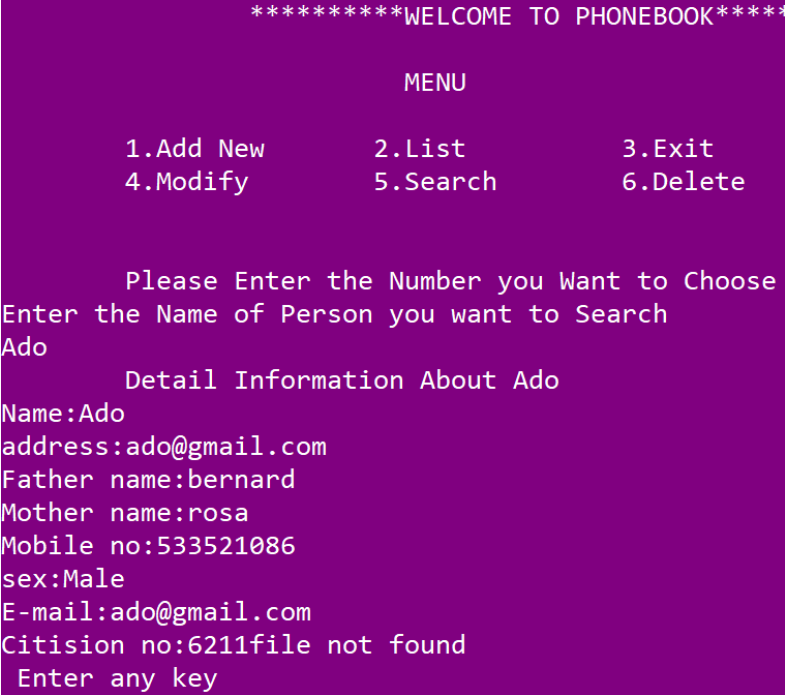 **********WELCOME TO PHONEBOOK*****
MENU
1.Add New 2.List 3.Exit
4.Modify 5.Search 6.Delete
Please Enter the Number you Want to Choose
Enter the Name of Person you want to Search
Ado
Detail Information About Ado
Name:Ado
address:ado@gmail.com
Father name:bernard
Mother name:rosa
Mobile no:533521086
sex:Male
E-mail:ado@gmail.com
Citision no:6211file not found
Enter any key